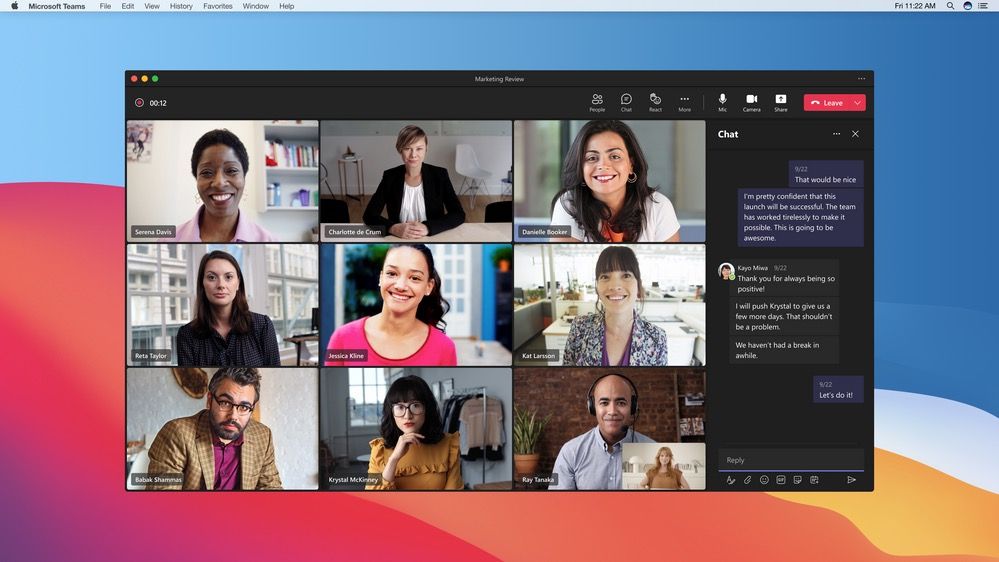 Microsoft Teams File Edit View History Favorites Window Help Fri 11:22 AM
Marketing Review
00:12 People Chat React More Mic Camera Share Leave
Serena Davis
Charlotte de Crum
Danielle Booker
Reta Taylor
Jessica Kline
Kat Larsson
Babak Shammas
Krystal McKinney
Ray Tanaka
Chat
9/22
That would be nice
I'm pretty confident that this
launch will be successful. The team
has worked tirelessly to make it
possible. This is going to be
awesome.
Kayo Miwa 9/22
Thank you for always being so
positive!
I will push Krystal to give us a
few more days. That shouldn't
be a problem.
We haven't had a break in
awhile.
9/22
Let's do it!
Reply